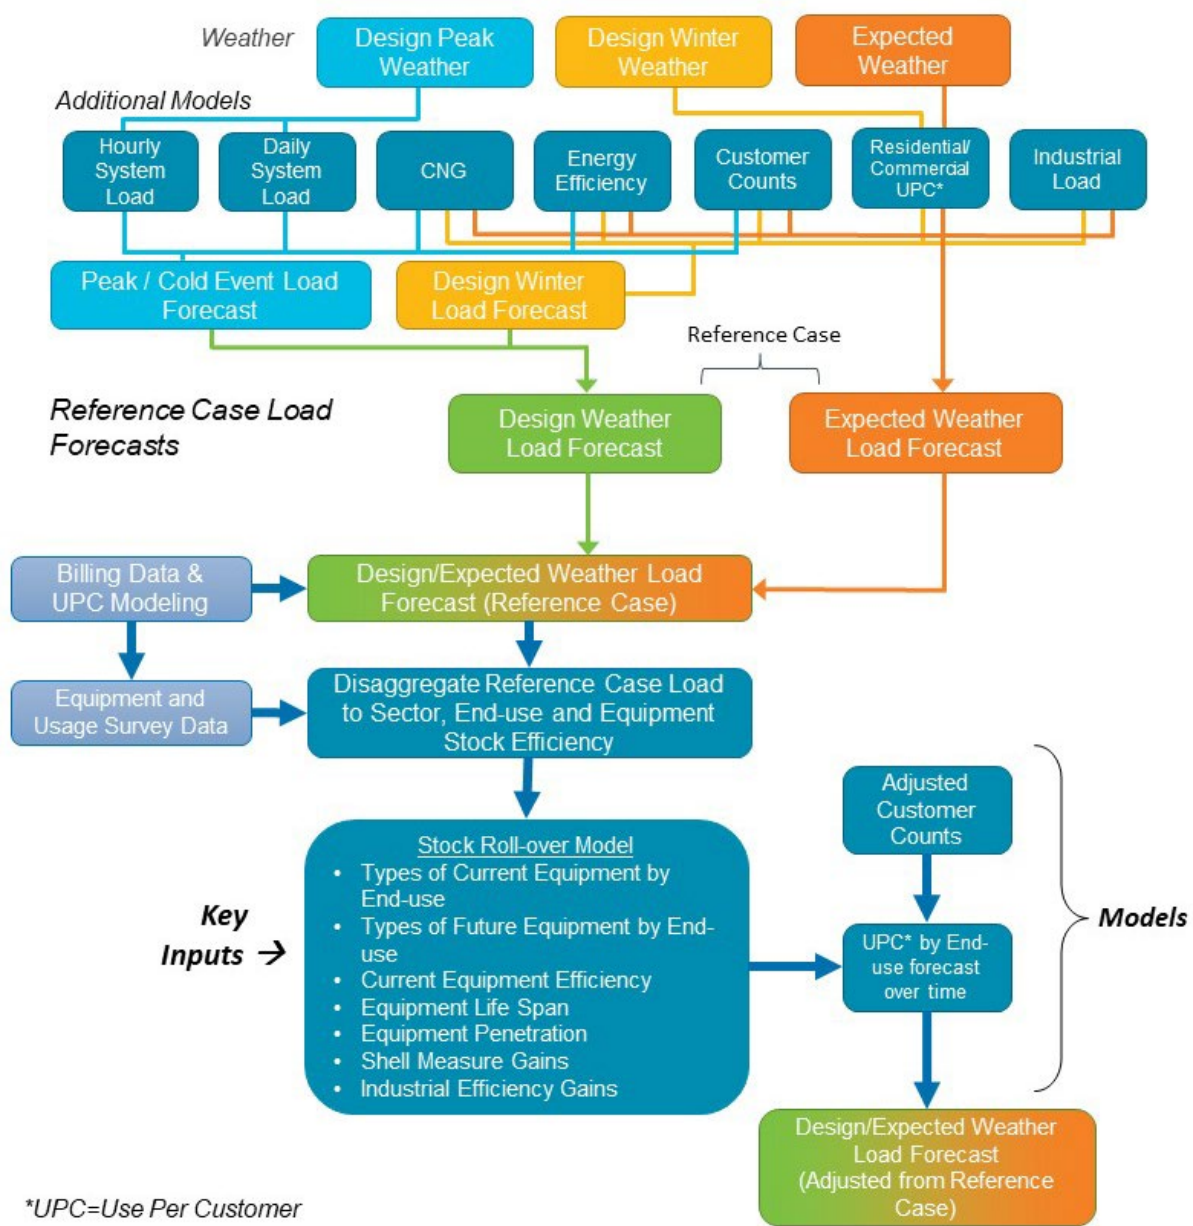 Weather
Design Peak
Weather
Design Winter
Weather
Expected
Weather
Additional Models
Hourly
System
Load
Daily
System
Load
CNG
Energy
Efficiency
Customer
Counts
Residential/
Commercial
UPC*
Industrial
Load
Peak / Cold Event Load
Forecast
Design Winter
Load Forecast
Reference Case
Reference Case Load
Forecasts
Design Weather
Load Forecast
Expected Weather
Load Forecast
Billing Data &
UPC Modeling
Design/Expected Weather Load
Forecast (Reference Case)
Equipment and
Usage Survey Data
Disaggregate Reference Case Load
to Sector, End-use and Equipment
Stock Efficiency
Key
Inputs →
Stock Roll-over Model
• Types of Current Equipment by
End-use
• Types of Future Equipment by End-
use
• Current Equipment Efficiency
• Equipment Life Span
• Equipment Penetration
• Shell Measure Gains
• Industrial Efficiency Gains
Adjusted
Customer
Counts
UPC* by End-
use forecast
over time
Models
Design/Expected Weather
Load Forecast
(Adjusted from Reference
Case)
*UPC=Use Per Customer